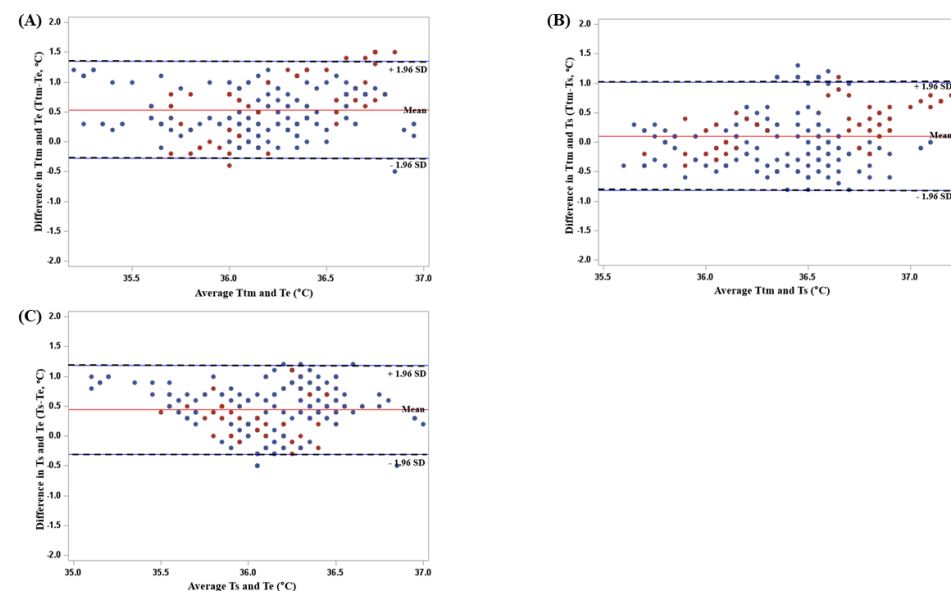 (A)
2.0
1.5
1.0
0.5
0.0
0.5
1.0
1.5
2.0
Difference in Ttm and Te (Ttm-Te, °C)
+ 1.96 SD
Mean
- 1.96 SD
35.5
36.0
36.5
37.0
Average Ttm and Te (°C)
(B)
2.0
1.5
1.0
0.5
0.0
-0.5
-1.0
-1.5
-2.0
Difference in Ttm and Ts (Ttm-Ts, °C)
+ 1.96 SD
Mean
- 1.96 SD
35.5
36.0
36.5
37.0
Average Ttm and Ts (°C)
(C)
2.0
1.5
1.0
0.5
0.0
-0.5
-1.0
-1.5
-2.0
Difference in Ts and Te (Ts-Te, °C)
+ 1.96 SD
Mean
- 1.96 SD
35.0
35.5
36.0
36.5
37.0
Average Ts and Te (°C)